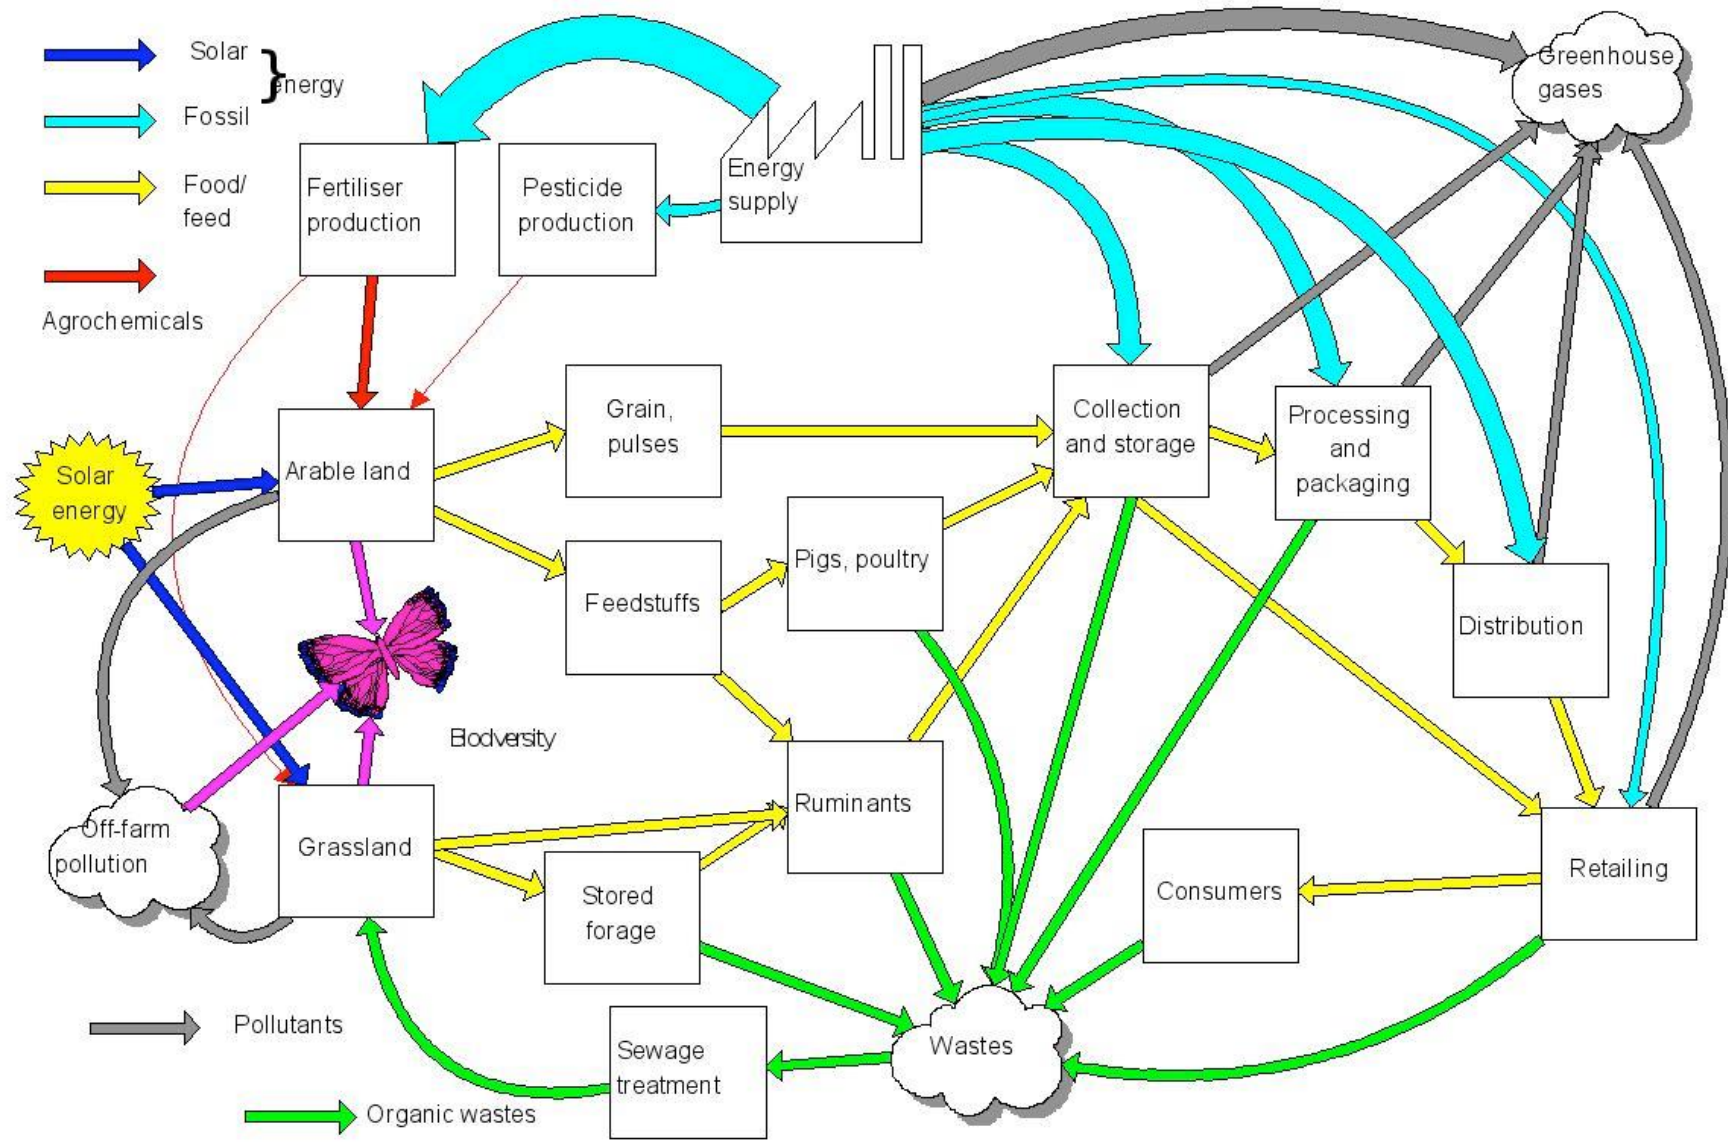 Solar
energy
Fossil
Food/
feed
Agrochemicals
Fertiliser
production
Pesticide
production
Energy
supply
Greenhouse
gases
Solar
energy
Arable land
Grain,
pulses
Collection
and storage
Processing
and
packaging
Feedstuffs
Pigs, poultry
Distribution
Biodversity
Off-farm
pollution
Grassland
Ruminants
Stored
forage
Consumers
Retailing
Pollutants
Sewage
treatment
Wastes
Organic wastes